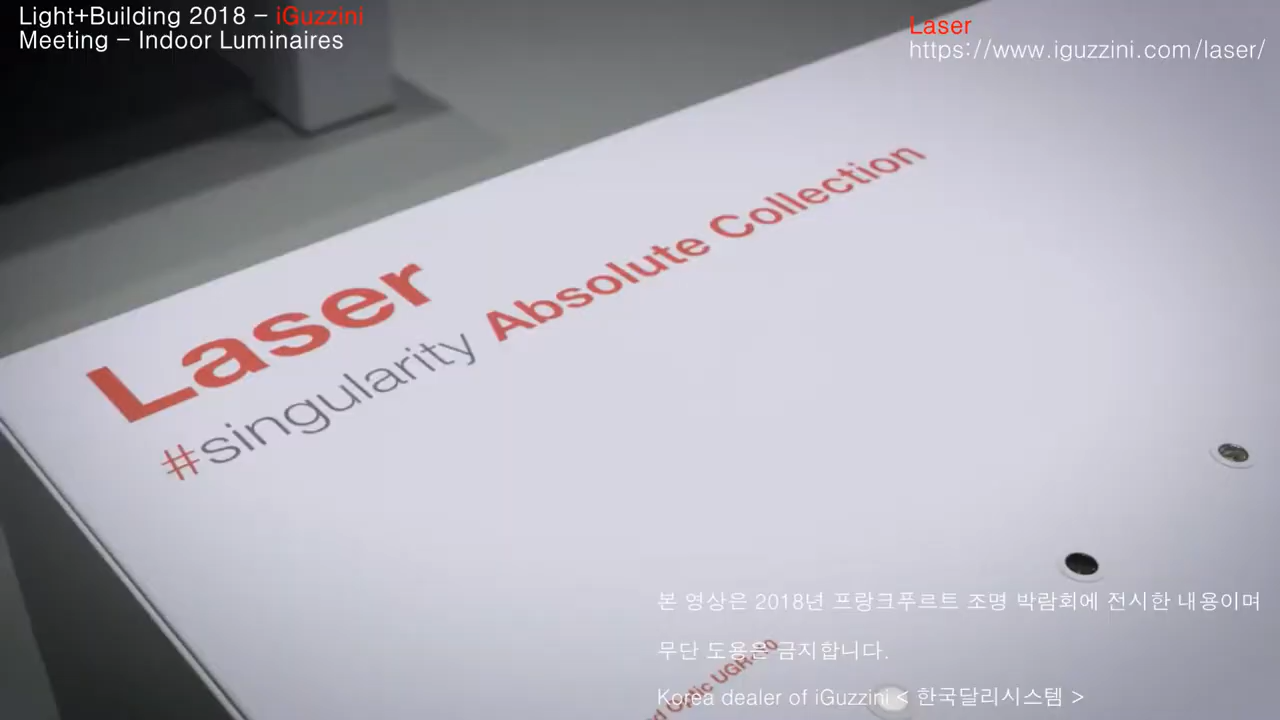 Light+Building 2018 – iGuzzini
Meeting – Indoor Luminaires
Laser
https://www.iguzzini.com/laser/
Laser
#singularity Absolute Collection
본 영상은 2018년 프랑크푸르트 조명 박람회에 전시한 내용이며
무단 도용은 금지합니다.
Optic UGR<10
Korea dealer of iGuzzini < 한국달리시스템 >